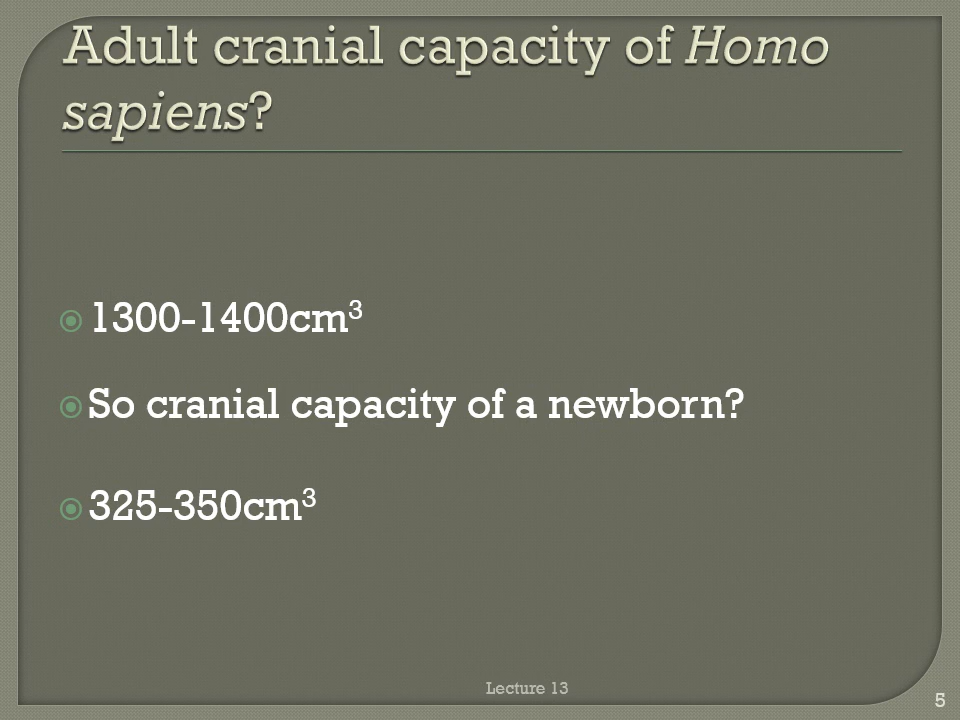 Adult cranial capacity of Homo
sapiens?
1300-1400cm³
So cranial capacity of a newborn?
325-350cm³
Lecture 13
5